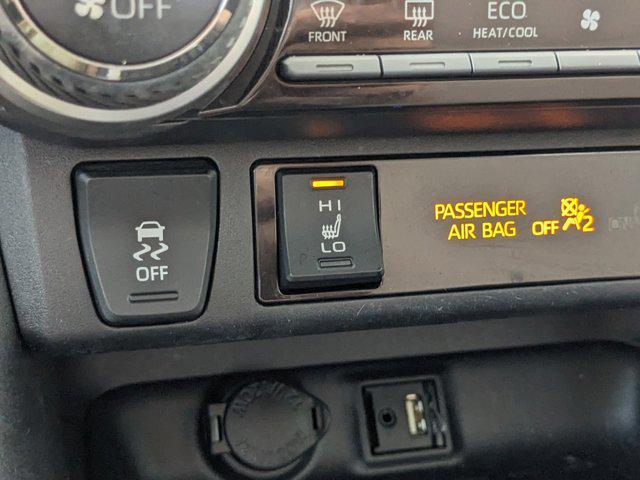 OFF
FRONT
REAR
ECO
HEAT/COOL
OFF
HI
LO
PASSENGER
AIR BAG OFF 2